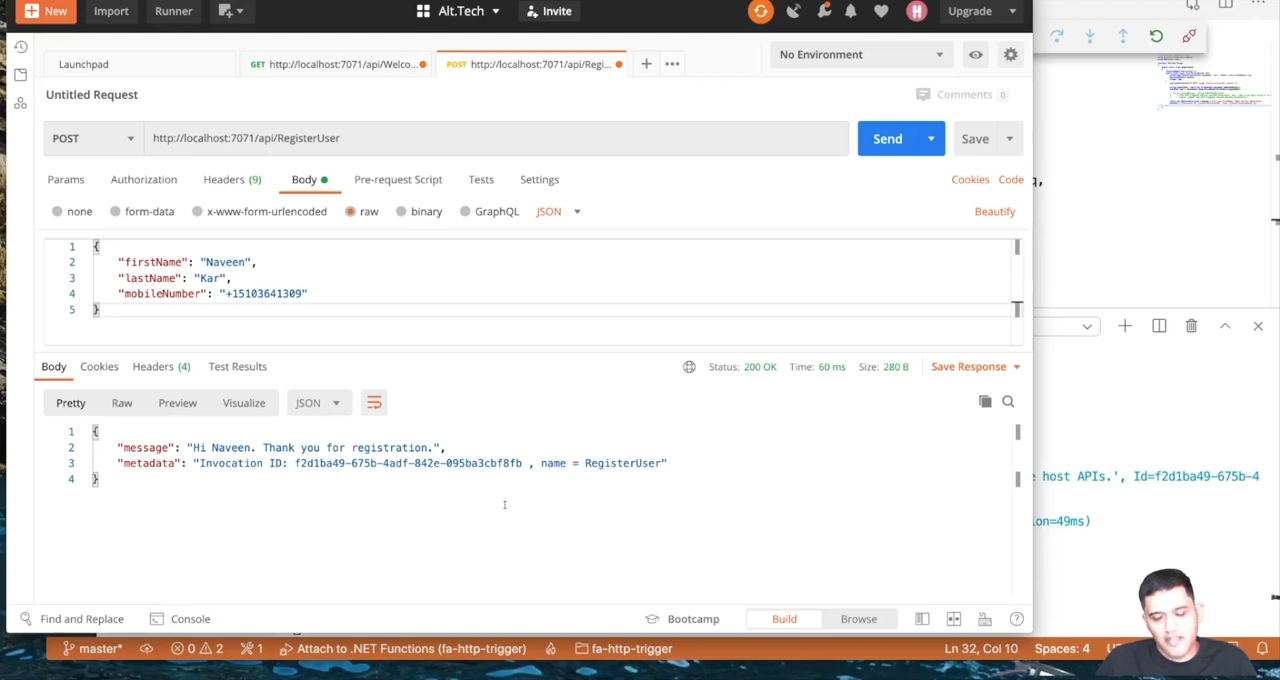 New Import Runner Alt.Tech Invite Upgrade
Launchpad GET http://localhost:7071/api/Welco... POST http://localhost:7071/api/Regi... No Environment
Untitled Request Comments 0
POST http://localhost:7071/api/RegisterUser Send Save
Params Authorization Headers (9) Body Pre-request Script Tests Settings Cookies Code
none form-data x-www-form-urlencoded raw binary GraphQL JSON Beautify
1 {
2 "firstName": "Naveen",
3 "lastName": "Kar",
4 "mobileNumber": "+15103641309"
5 }
Body Cookies Headers (4) Test Results Status: 200 OK Time: 60 ms Size: 280 B Save Response
Pretty Raw Preview Visualize JSON
1 {
2 "message": "Hi Naveen. Thank you for registration.",
3 "metadata": "Invocation ID: f2d1ba49-675b-4adf-842e-095ba3cbf8fb , name = RegisterUser"
4 }
host APIs.', Id=f2d1ba49-675b-4
ion=49ms)
Find and Replace Console Bootcamp Build Browse
master* 0 2 1 Attach to .NET Functions (fa-http-trigger) fa-http-trigger Ln 32, Col 10 Spaces: 4